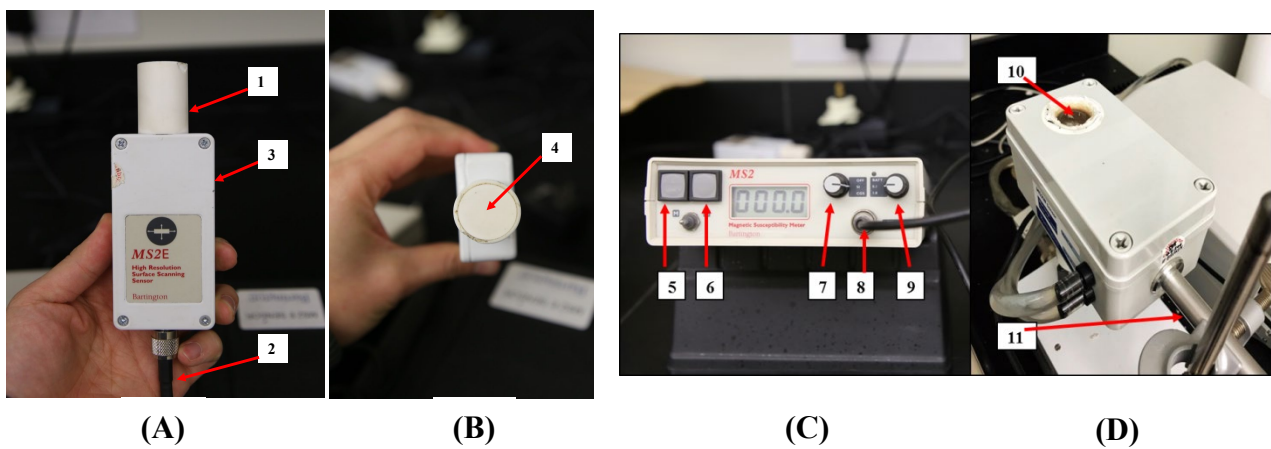 1
3
MS2E
High Resolution
Surface Scanning
Sensor
Bartington
2
(A)
4
(B)
MS2
000.0
Magnetic Susceptibility Meter
Bartington
M
5
6
7
8
9
(C)
10
11
(D)